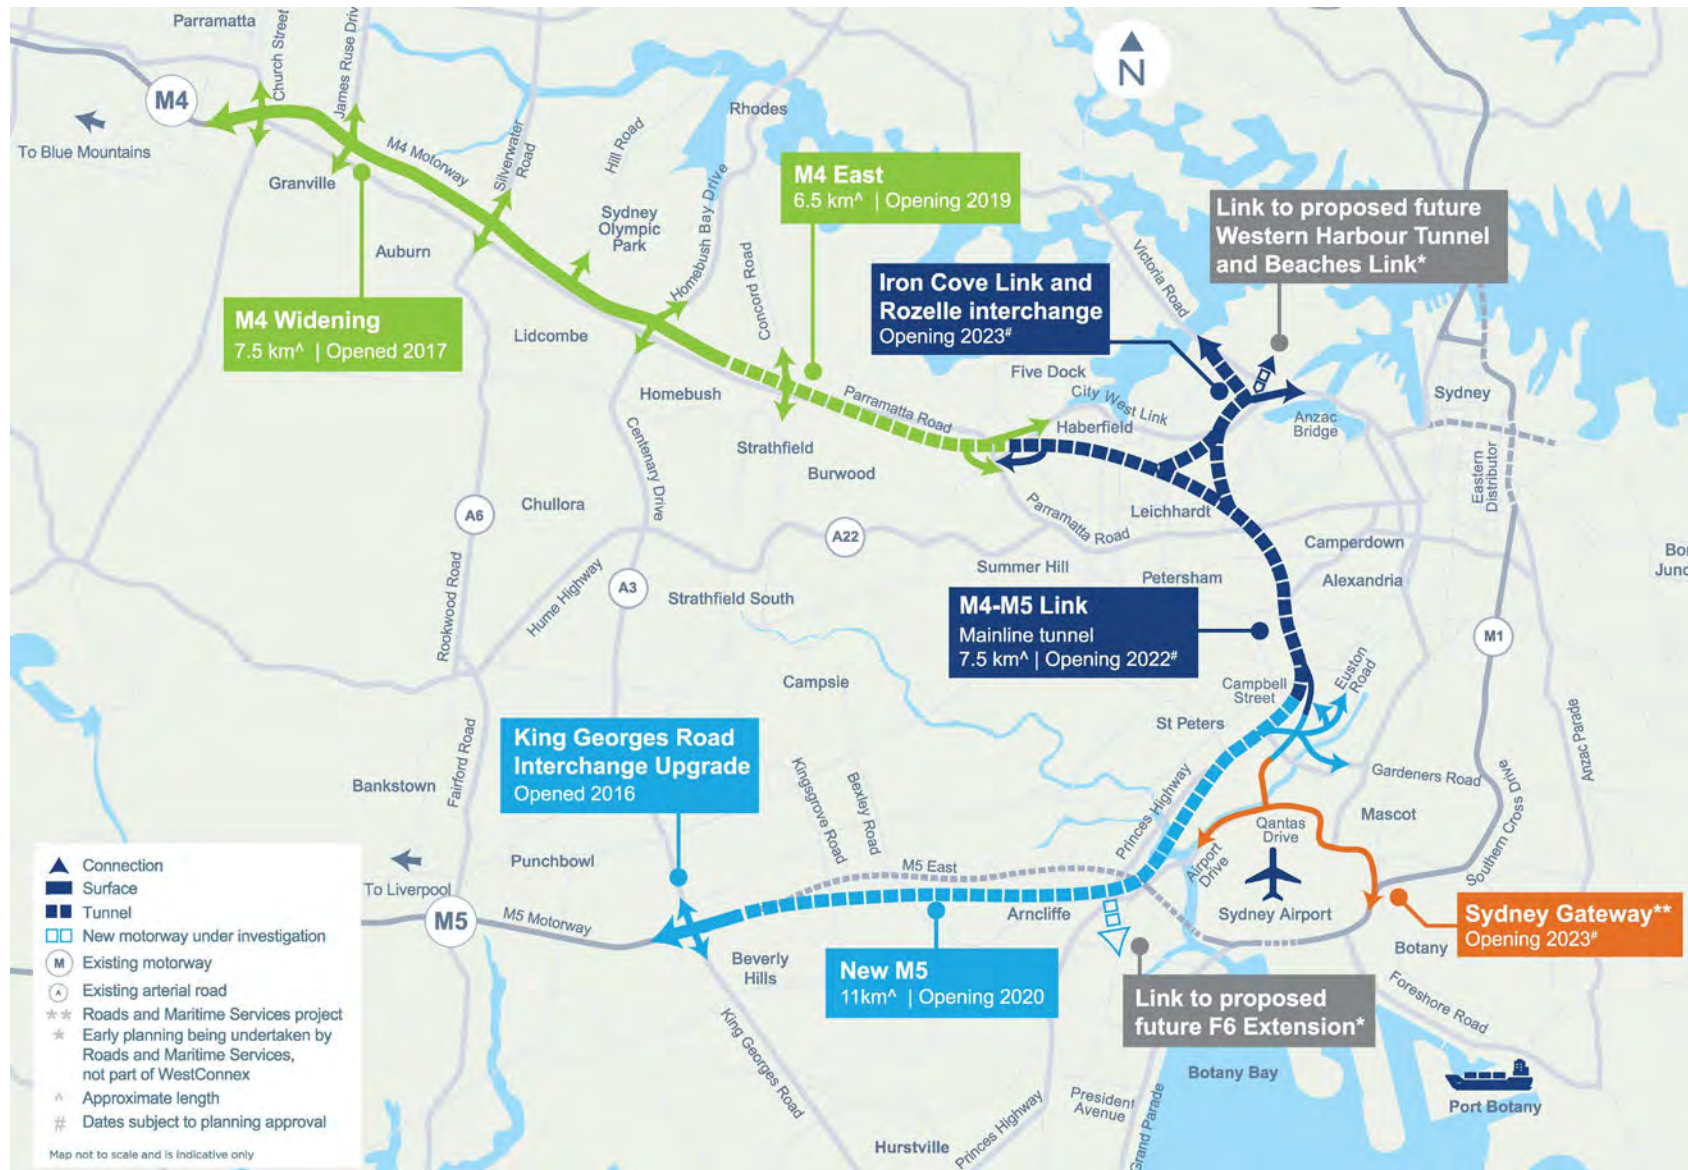 Parramatta
Church Street
James Ruse Drive
M4
To Blue Mountains
Granville
M4 Motorway
Silverwater
Road
Hill Road
Rhodes
Homebush Bay Drive
Sydney
Olympic
Park
Auburn
M4 East
6.5 km^ | Opening 2019
N
Link to proposed future
Western Harbour Tunnel
and Beaches Link*
Victoria Road
Iron Cove Link and
Rozelle interchange
Opening 2023#
M4 Widening
7.5 km^ | Opened 2017
Lidcombe
Concord Road
Homebush
Five Dock
City West Link
Parramatta Road
Haberfield
Anzac
Bridge
Sydney
Strathfield
Burwood
Centenary Drive
Eastern
Distributor
Chullora
A6
A22
Leichhardt
Parramatta Road
Camperdown
Summer Hill
Petersham
Alexandria
Rookwood Road
Hume Highway
A3
Strathfield South
M4-M5 Link
Mainline tunnel
7.5 km^ | Opening 2022#
M1
Campsie
Campbell
Street
Euston
Road
St Peters
Anzac Parade
King Georges Road
Interchange Upgrade
Opened 2016
Bankstown
Fairford Road
Kingsgrove Road
Bexley Road
Princes Highway
Gardeners Road
Mascot
Qantas
Drive
Southern Cross Drive
Punchbowl
M5 East
Airport
Drive
To Liverpool
M5
M5 Motorway
Arncliffe
Sydney Airport
Sydney Gateway**
Opening 2023#
Botany
Beverly
Hills
New M5
11km^ | Opening 2020
Link to proposed
future F6 Extension*
Foreshore Road
King Georges Road
Botany Bay
President
Avenue
Port Botany
Hurstville
Princes Highway
Grand Parade
Connection
Surface
Tunnel
New motorway under investigation
M Existing motorway
A Existing arterial road
** Roads and Maritime Services project
* Early planning being undertaken by
Roads and Maritime Services,
not part of WestConnex
^ Approximate length
# Dates subject to planning approval
Map not to scale and is indicative only